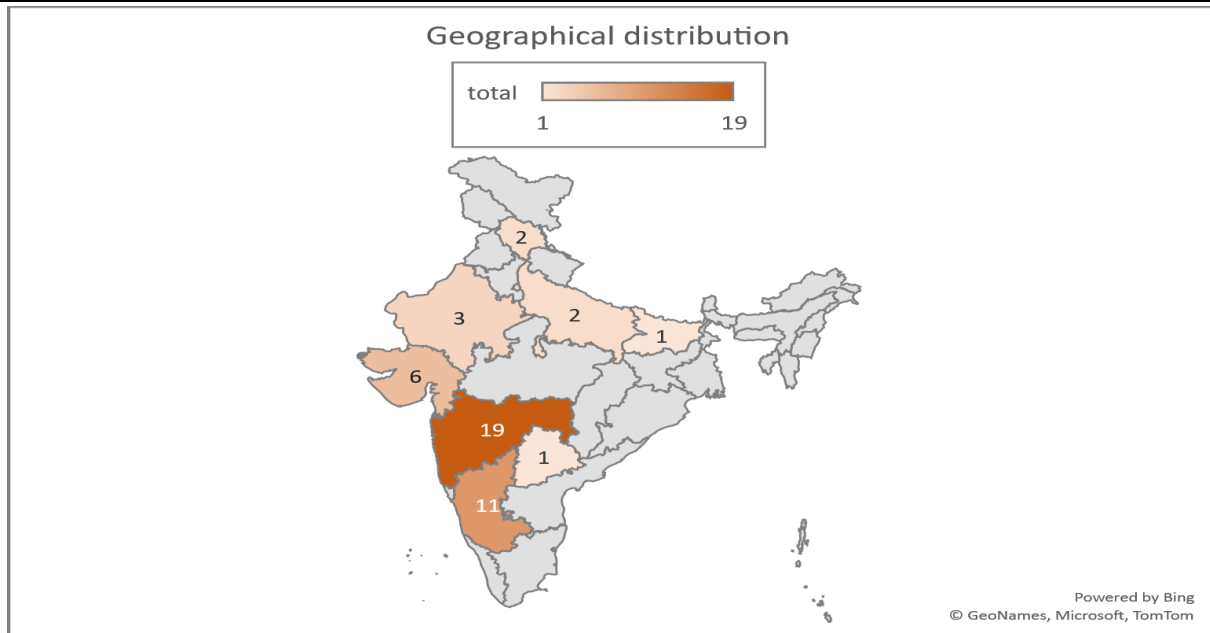 Geographical distribution
total
1 19
2
3
2
1
6
19
1
11
Powered by Bing
© GeoNames, Microsoft, TomTom